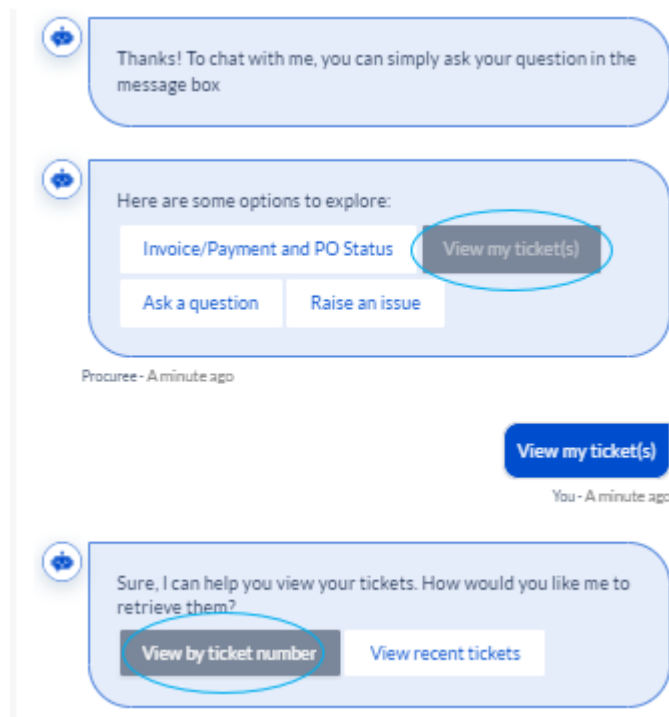 Thanks! To chat with me, you can simply ask your question in the
message box
Here are some options to explore:
Invoice/Payment and PO Status View my ticket(s)
Ask a question Raise an issue
Procuree - A minute ago
View my ticket(s)
You - A minute ago
Sure, I can help you view your tickets. How would you like me to
retrieve them?
View by ticket number View recent tickets